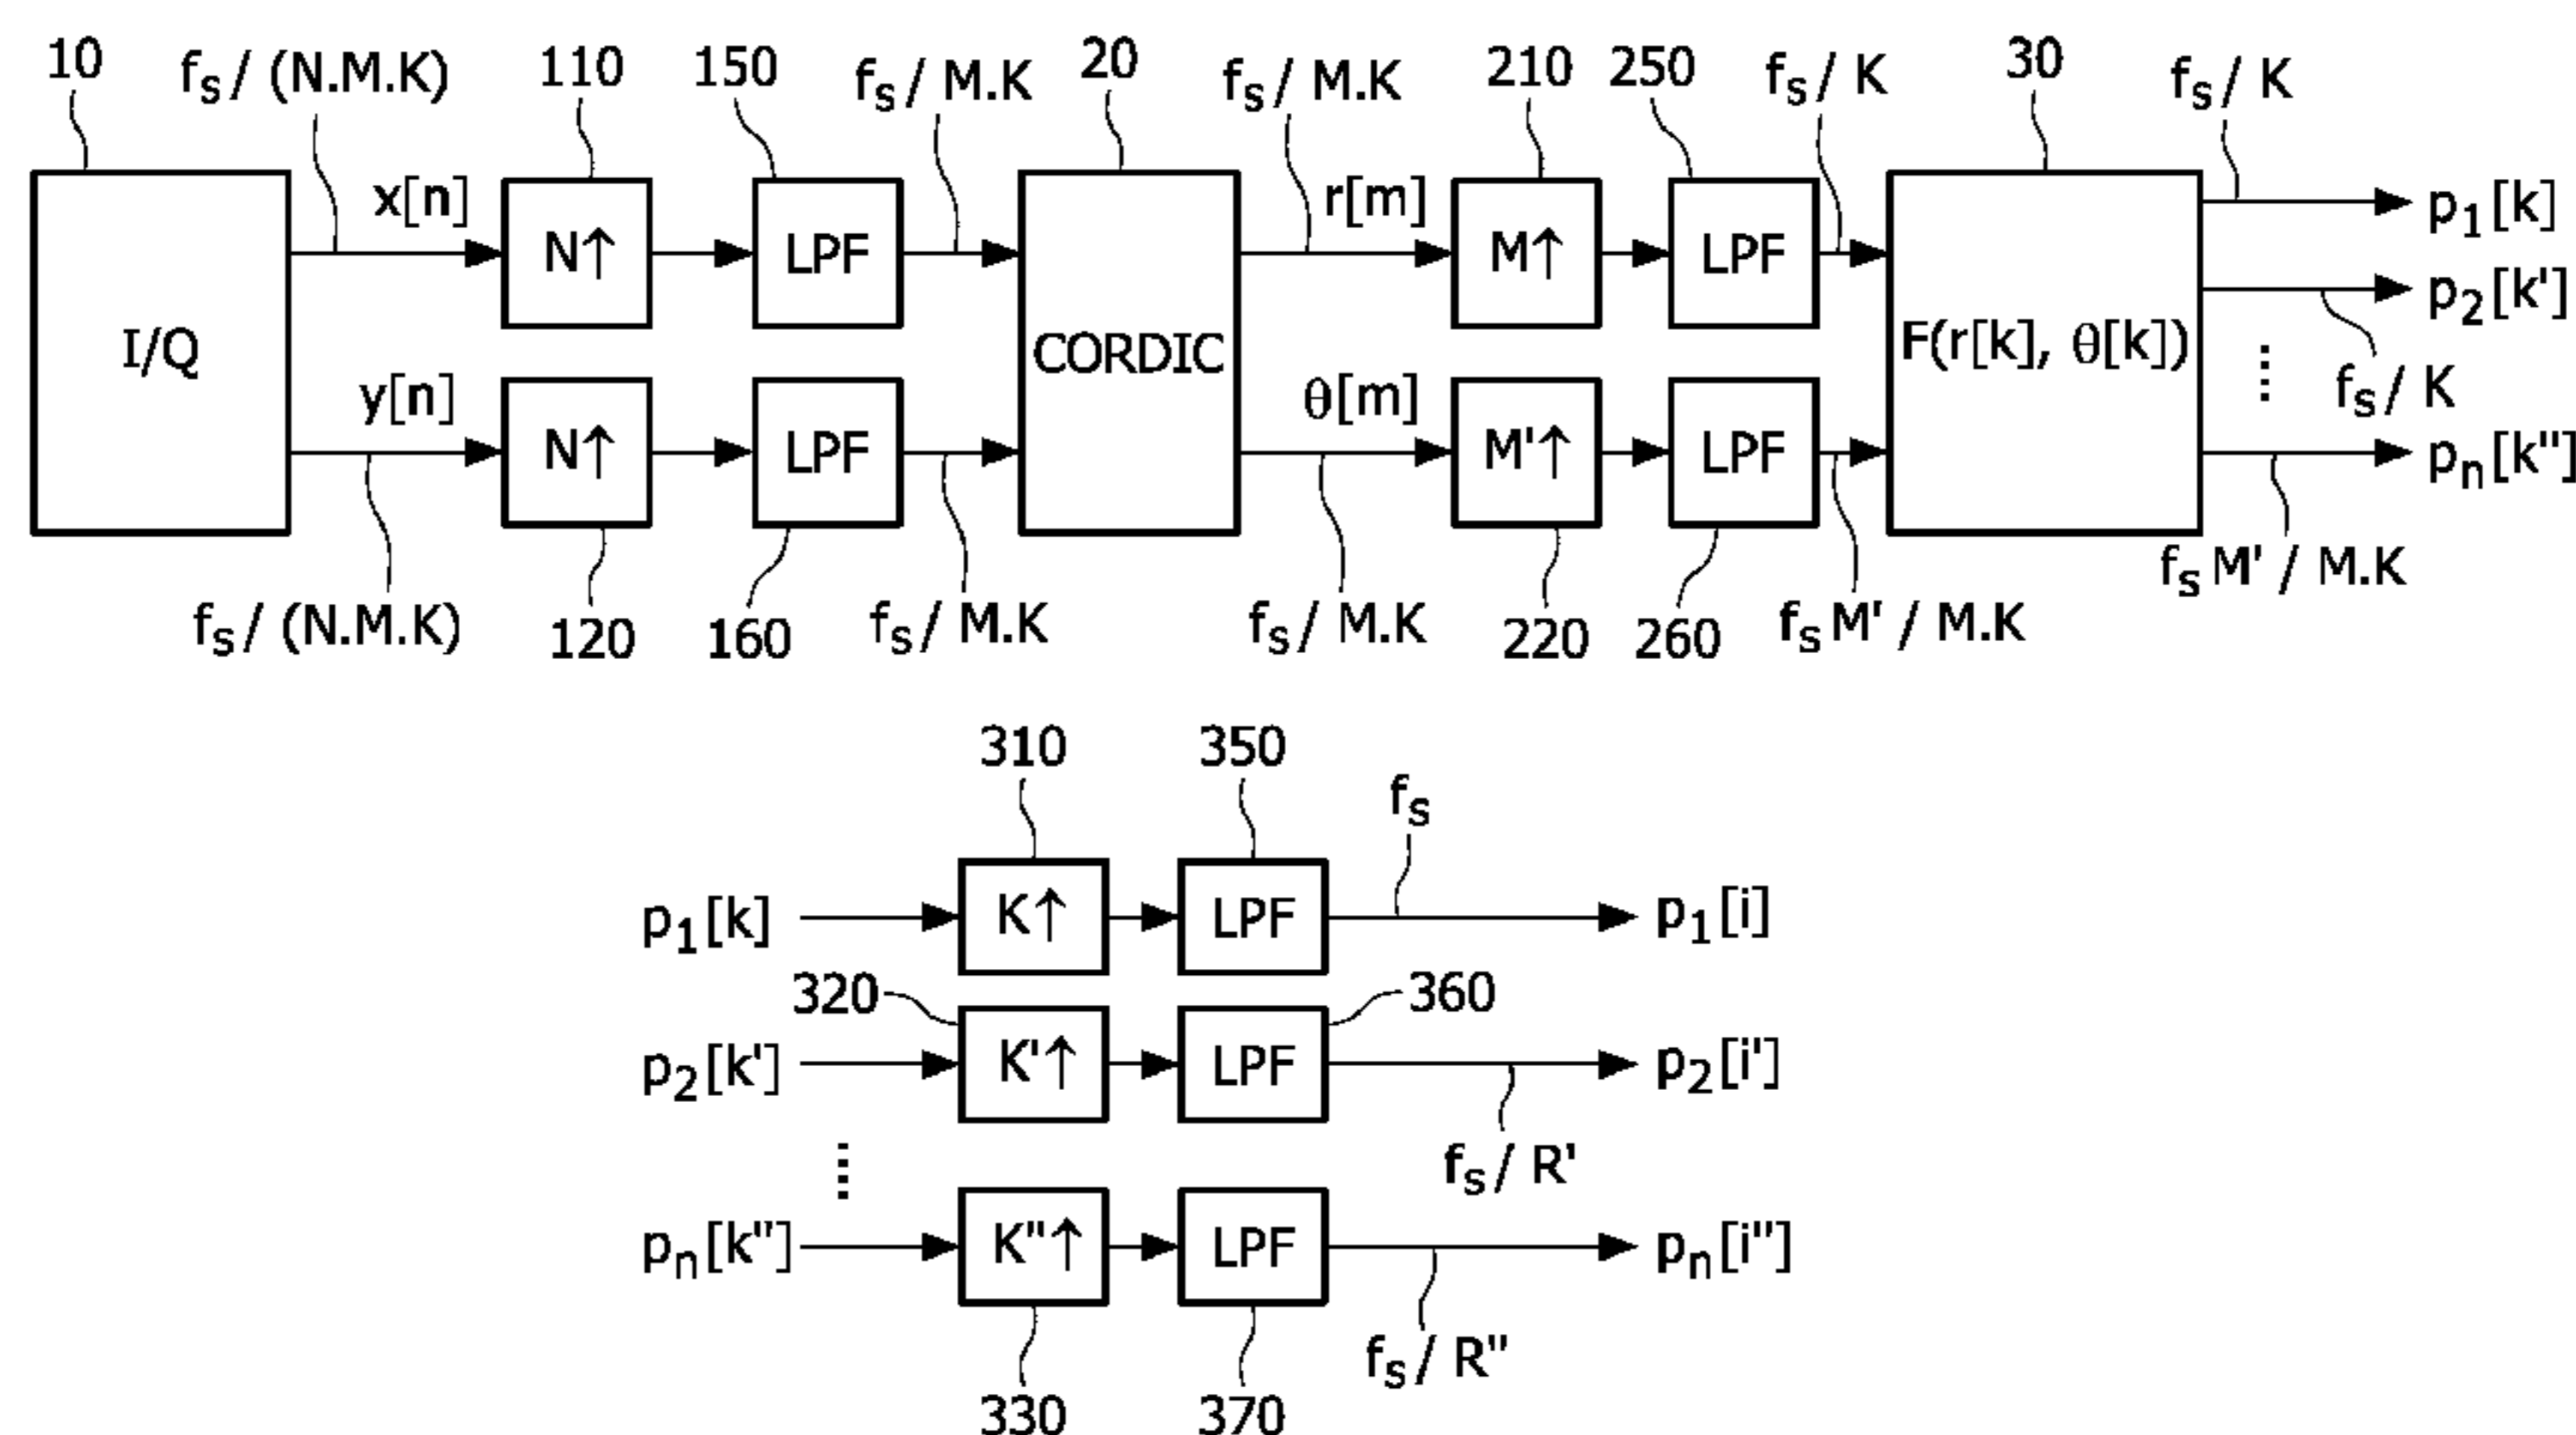 10
fs / (N.M.K)
110
150
fs / M.K
20
fs / M.K
210
250
fs / K
30
fs / K
I/Q
x[n]
N↑
LPF
CORDIC
r[m]
M↑
LPF
F(r[k], θ[k])
p1[k]
p2[k']
fs / K
y[n]
N↑
LPF
θ[m]
M'↑
LPF
pn[k"]
fs / (N.M.K)
120
160
fs / M.K
fs / M.K
220
260
fs M' / M.K
fs M' / M.K
310
350
fs
p1[k]
K↑
LPF
p1[i]
320
360
p2[k']
K'↑
LPF
p2[i']
fs / R'
pn[k"]
K"↑
LPF
pn[i"]
fs / R"
330
370